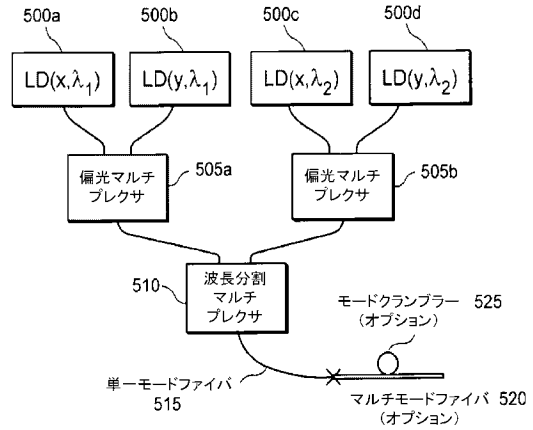 500a 500b 500c 500d
LD(x,λ1) LD(y,λ1) LD(x,λ2) LD(y,λ2)
偏光マルチ
プレクサ
505a
偏光マルチ
プレクサ
505b
510
波長分割
マルチ
プレクサ
モードクランブラー 525
(オプション)
単一モードファイバ
515
マルチモードファイバ 520
(オプション)